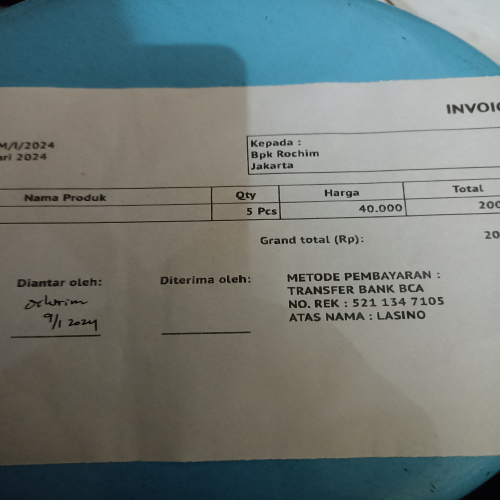 INVOIC
M/I/2024
ari 2024
Kepada :
Bpk Rochim
Jakarta
Nama Produk Qty Harga Total
5 Pcs 40.000 200
Grand total (Rp): 20
Diantar oleh: Diterima oleh:
9/1 2024
METODE PEMBAYARAN :
TRANSFER BANK BCA
NO. REK : 521 134 7105
ATAS NAMA : LASINO